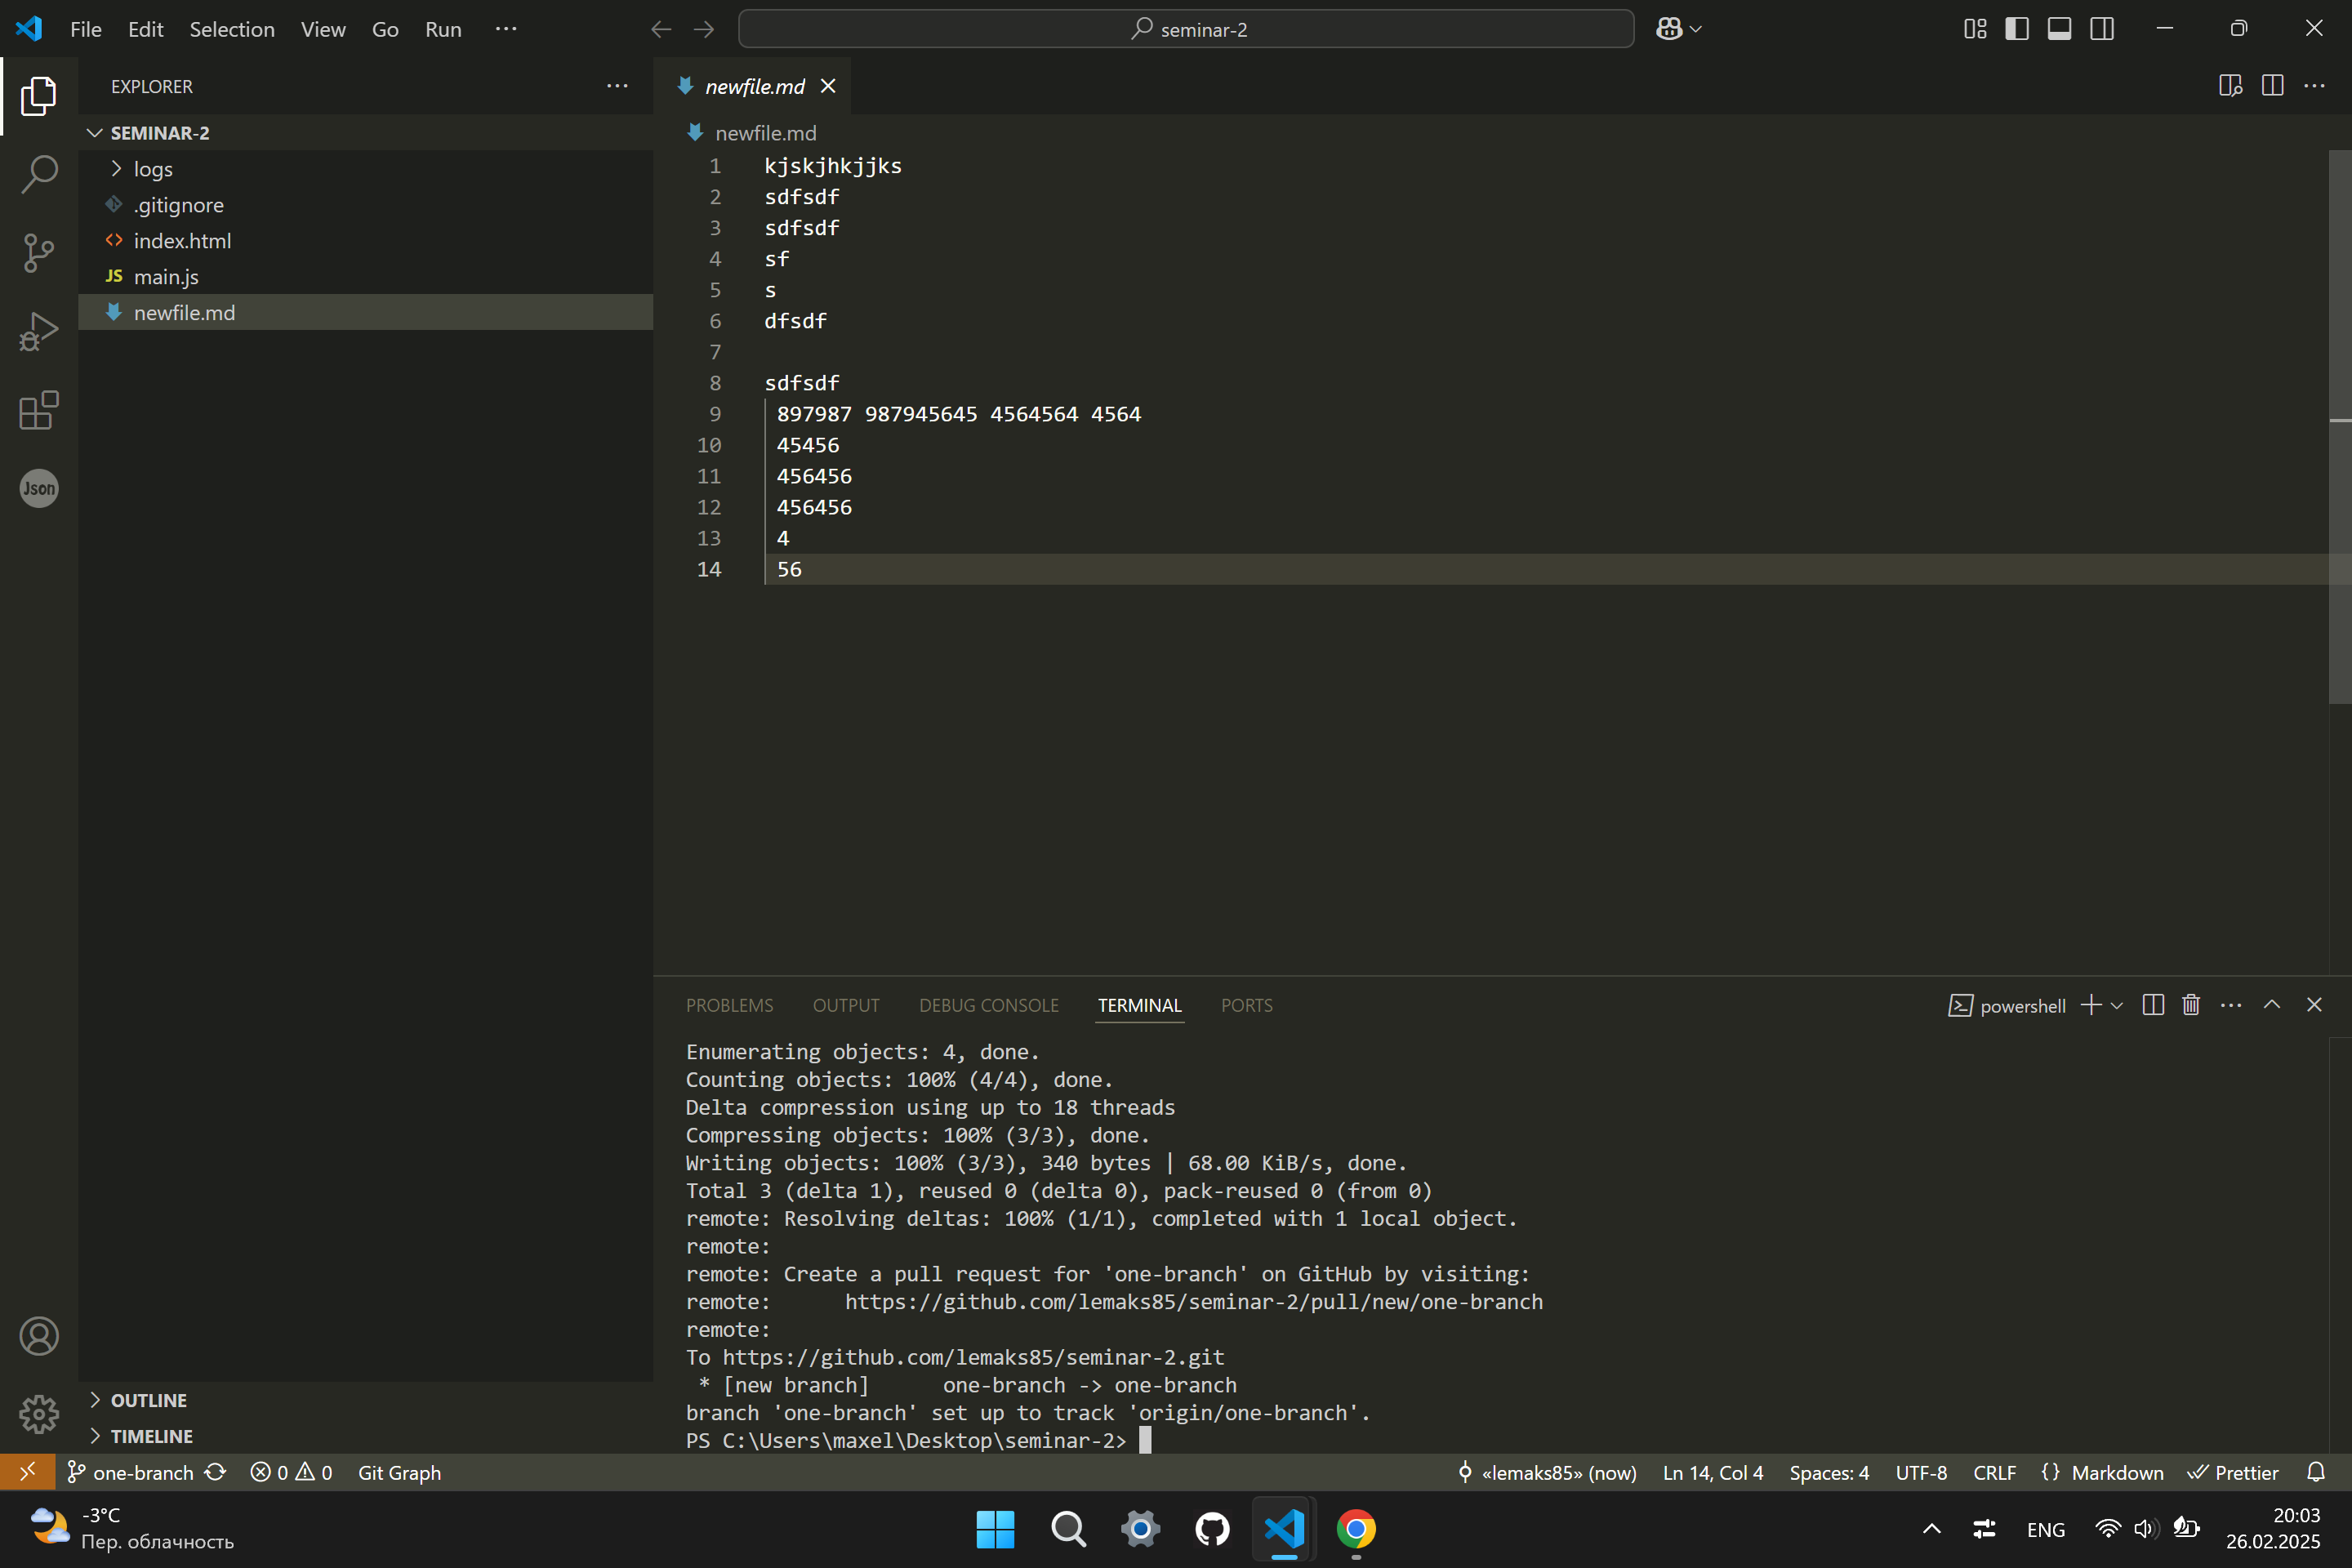 File Edit Selection View Go Run ···
seminar-2
EXPLORER
newfile.md
SEMINAR-2
newfile.md
logs
.gitignore
index.html
JS main.js
newfile.md
Json
1 kjskjhkjjks
2 sdfsdf
3 sdfsdf
4 sf
5 s
6 dfsdf
7
8 sdfsdf
9 897987 987945645 4564564 4564
10 45456
11 456456
12 456456
13 4
14 56
PROBLEMS OUTPUT DEBUG CONSOLE TERMINAL PORTS
powershell
Enumerating objects: 4, done.
Counting objects: 100% (4/4), done.
Delta compression using up to 18 threads
Compressing objects: 100% (3/3), done.
Writing objects: 100% (3/3), 340 bytes | 68.00 KiB/s, done.
Total 3 (delta 1), reused 0 (delta 0), pack-reused 0 (from 0)
remote: Resolving deltas: 100% (1/1), completed with 1 local object.
remote:
remote: Create a pull request for 'one-branch' on GitHub by visiting:
remote:      https://github.com/lemaks85/seminar-2/pull/new/one-branch
remote:
To https://github.com/lemaks85/seminar-2.git
 * [new branch]      one-branch -> one-branch
branch 'one-branch' set up to track 'origin/one-branch'.
PS C:\Users\maxel\Desktop\seminar-2>
OUTLINE
TIMELINE
one-branch 0 0 Git Graph
«lemaks85» (now) Ln 14, Col 4 Spaces: 4 UTF-8 CRLF {} Markdown Prettier
-3°C
Пер. облачность
ENG
20:03
26.02.2025